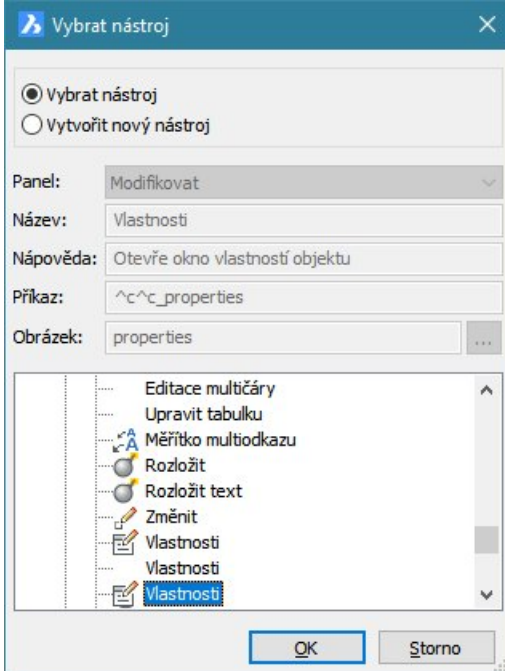 Vybrat nástroj
Vybrat nástroj
Vytvořit nový nástroj
Panel: Modifikovat
Název: Vlastnosti
Nápověda: Otevře okno vlastností objektu
Příkaz: ^c^c_properties
Obrázek: properties ...
Editace multičáry
Upravit tabulku
Měřítko multiodkazu
Rozložit
Rozložit text
Změnit
Vlastnosti
Vlastnosti
Vlastnosti
OK Storno